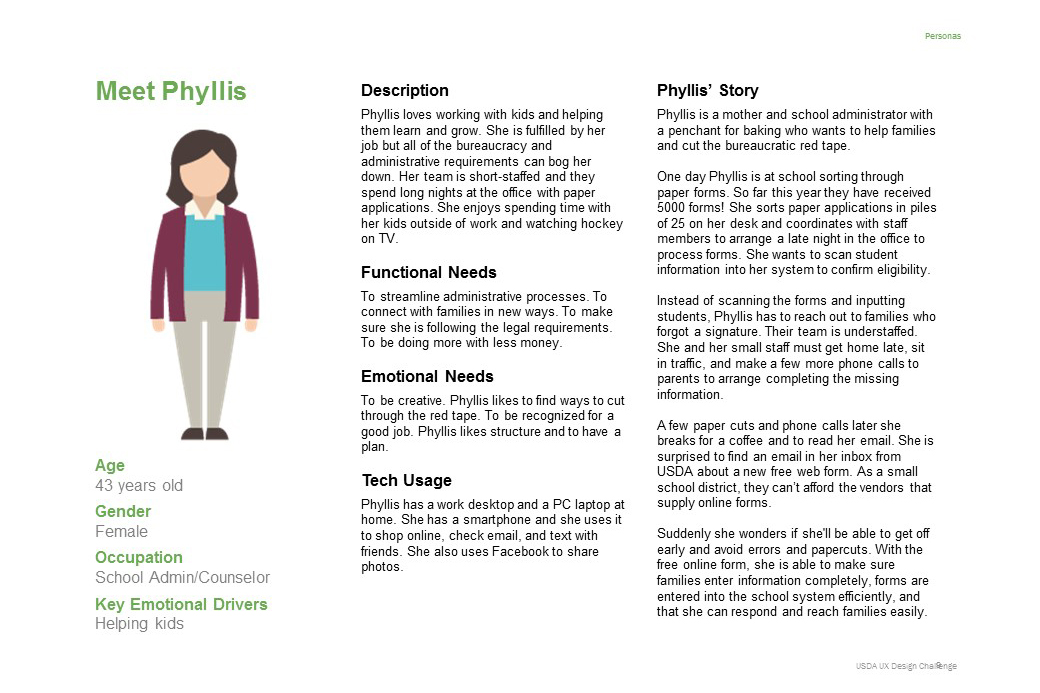 Personas
Meet Phyllis
Age
43 years old
Gender
Female
Occupation
School Admin/Counselor
Key Emotional Drivers
Helping kids
Description
Phyllis loves working with kids and helping
them learn and grow. She is fulfilled by her
job but all of the bureaucracy and
administrative requirements can bog her
down. Her team is short-staffed and they
spend long nights at the office with paper
applications. She enjoys spending time with
her kids outside of work and watching hockey
on TV.
Functional Needs
To streamline administrative processes. To
connect with families in new ways. To make
sure she is following the legal requirements.
To be doing more with less money.
Emotional Needs
To be creative. Phyllis likes to find ways to cut
through the red tape. To be recognized for a
good job. Phyllis likes structure and to have a
plan.
Tech Usage
Phyllis has a work desktop and a PC laptop at
home. She has a smartphone and she uses it
to shop online, check email, and text with
friends. She also uses Facebook to share
photos.
Phyllis’ Story
Phyllis is a mother and school administrator with
a penchant for baking who wants to help families
and cut the bureaucratic red tape.
One day Phyllis is at school sorting through
paper forms. So far this year they have received
5000 forms! She sorts paper applications in piles
of 25 on her desk and coordinates with staff
members to arrange a late night in the office to
process forms. She wants to scan student
information into her system to confirm eligibility.
Instead of scanning the forms and inputting
students, Phyllis has to reach out to families who
forgot a signature. Their team is understaffed.
She and her small staff must get home late, sit
in traffic, and make a few more phone calls to
parents to arrange completing the missing
information.
A few paper cuts and phone calls later she
breaks for a coffee and to read her email. She is
surprised to find an email in her inbox from
USDA about a new free web form. As a small
school district, they can’t afford the vendors that
supply online forms.
Suddenly she wonders if she'll be able to get off
early and avoid errors and papercuts. With the
free online form, she is able to make sure
families enter information completely, forms are
entered into the school system efficiently, and
that she can respond and reach families easily.
USDA UX Design Challenge